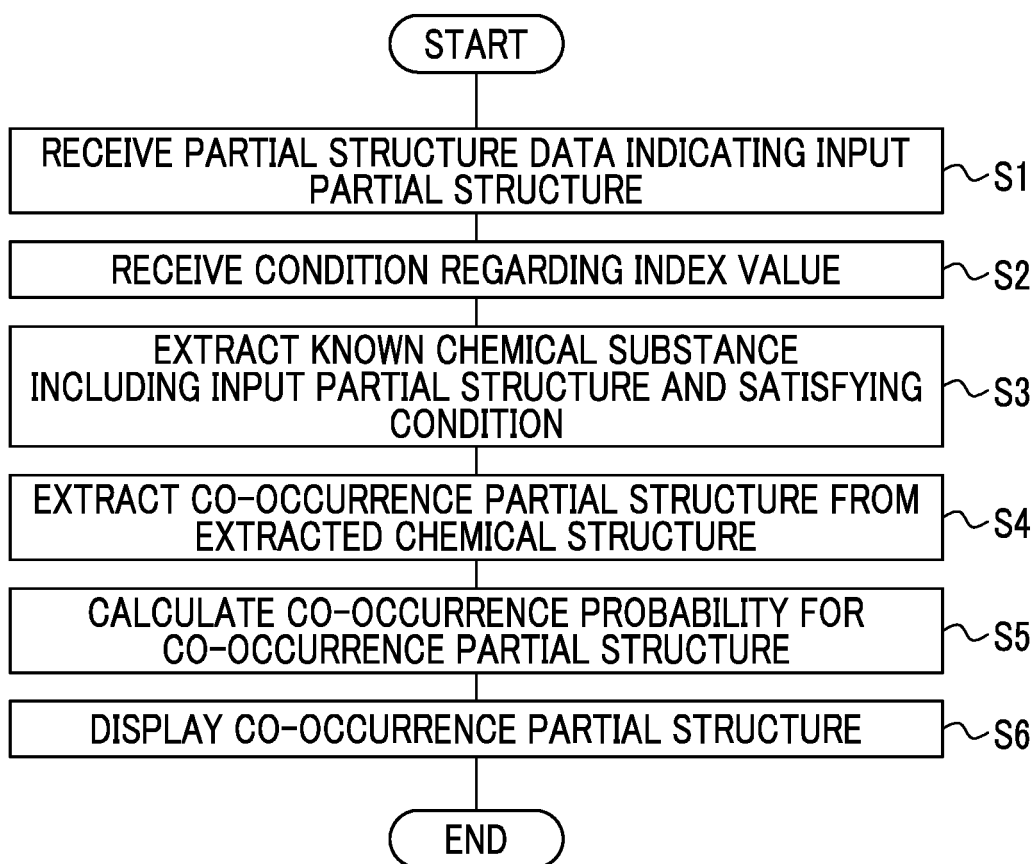 START
RECEIVE PARTIAL STRUCTURE DATA INDICATING INPUT
PARTIAL STRUCTURE
S1
RECEIVE CONDITION REGARDING INDEX VALUE
S2
EXTRACT KNOWN CHEMICAL SUBSTANCE
INCLUDING INPUT PARTIAL STRUCTURE AND SATISFYING
CONDITION
S3
EXTRACT CO-OCCURRENCE PARTIAL STRUCTURE FROM
EXTRACTED CHEMICAL STRUCTURE
S4
CALCULATE CO-OCCURRENCE PROBABILITY FOR
CO-OCCURRENCE PARTIAL STRUCTURE
S5
DISPLAY CO-OCCURRENCE PARTIAL STRUCTURE
S6
END